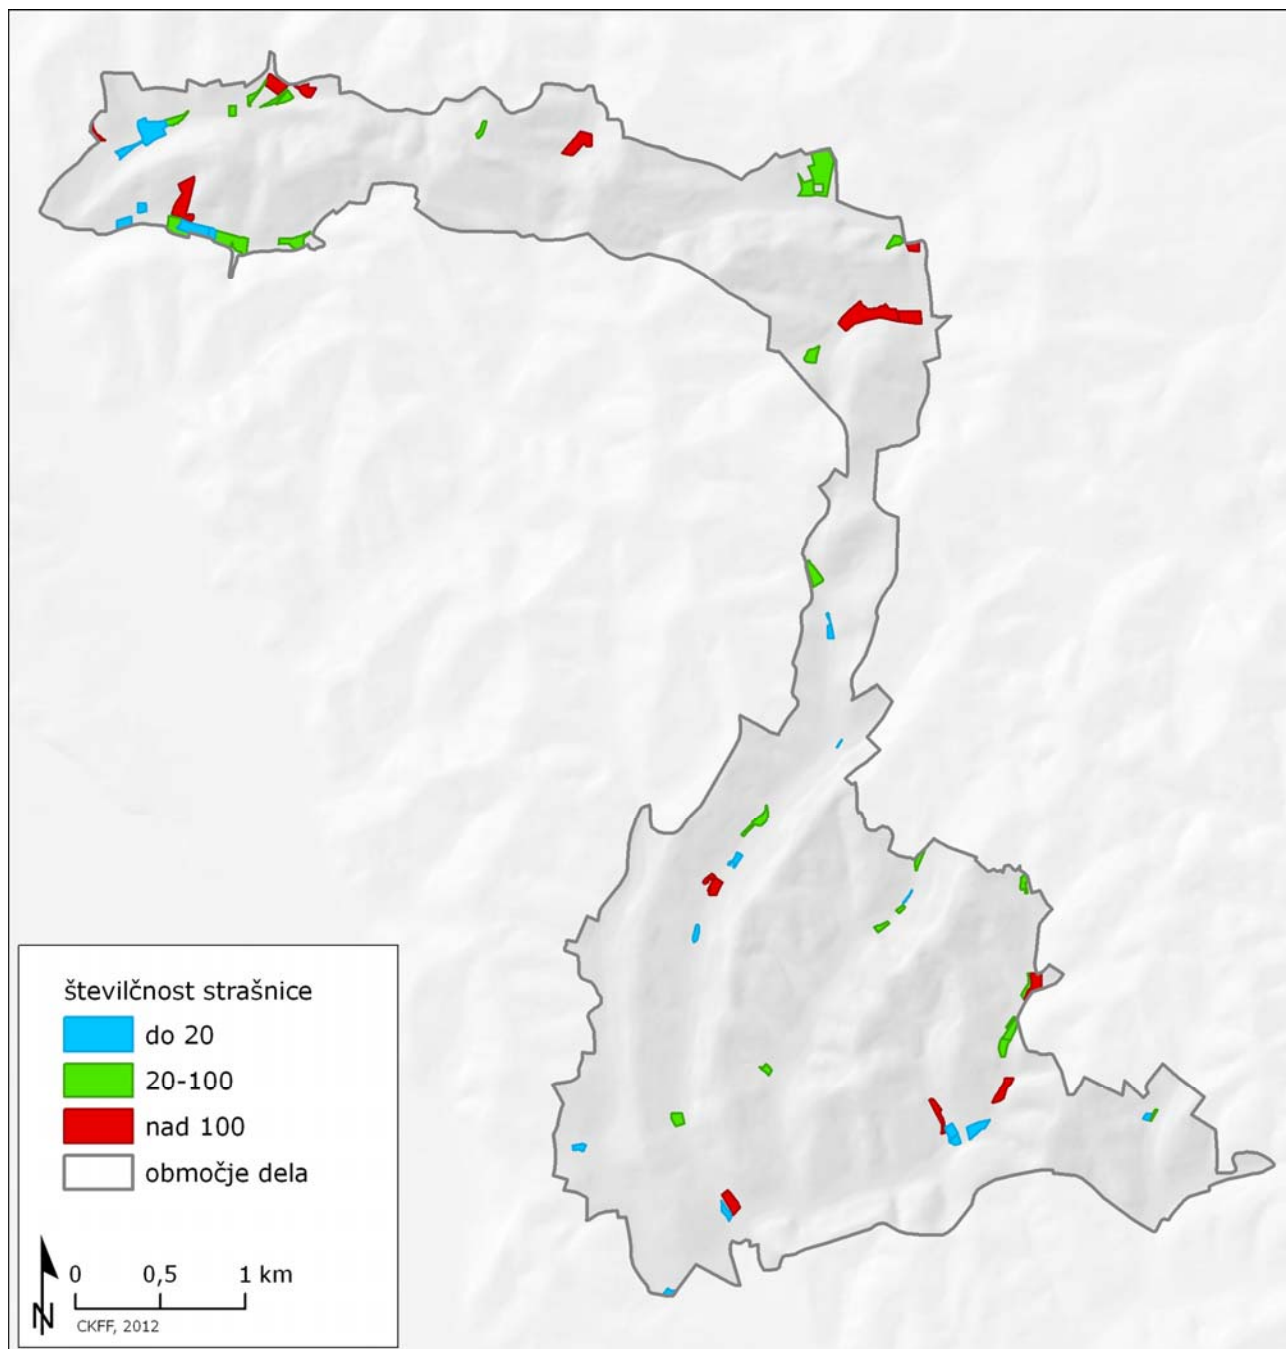 številčnost strašnice
do 20
20-100
nad 100
območje dela
0 0,5 1 km
N
CKFF, 2012